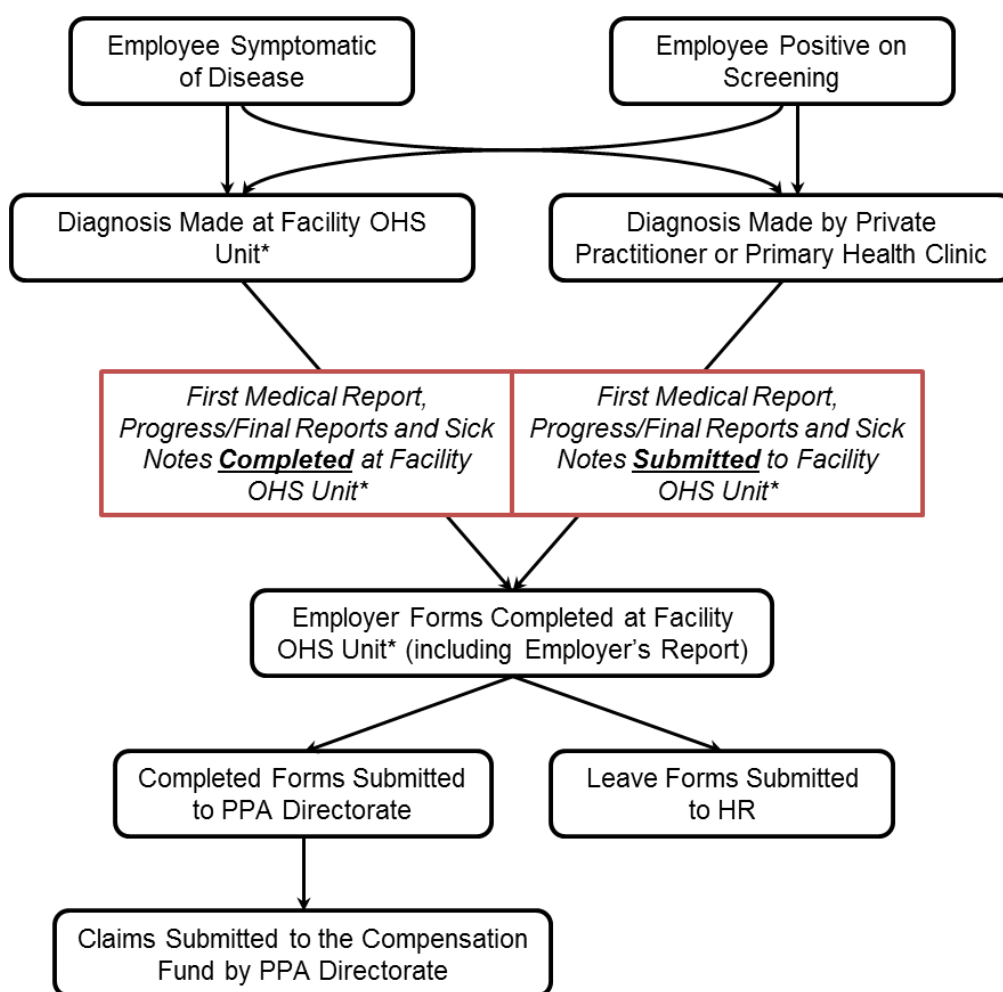 Employee Symptomatic
of Disease
Employee Positive on
Screening
Diagnosis Made at Facility OHS
Unit*
Diagnosis Made by Private
Practitioner or Primary Health Clinic
First Medical Report,
Progress/Final Reports and Sick
Notes Completed at Facility
OHS Unit*
First Medical Report,
Progress/Final Reports and Sick
Notes Submitted to Facility
OHS Unit*
Employer Forms Completed at Facility
OHS Unit* (including Employer’s Report)
Completed Forms Submitted
to PPA Directorate
Leave Forms Submitted
to HR
Claims Submitted to the Compensation
Fund by PPA Directorate